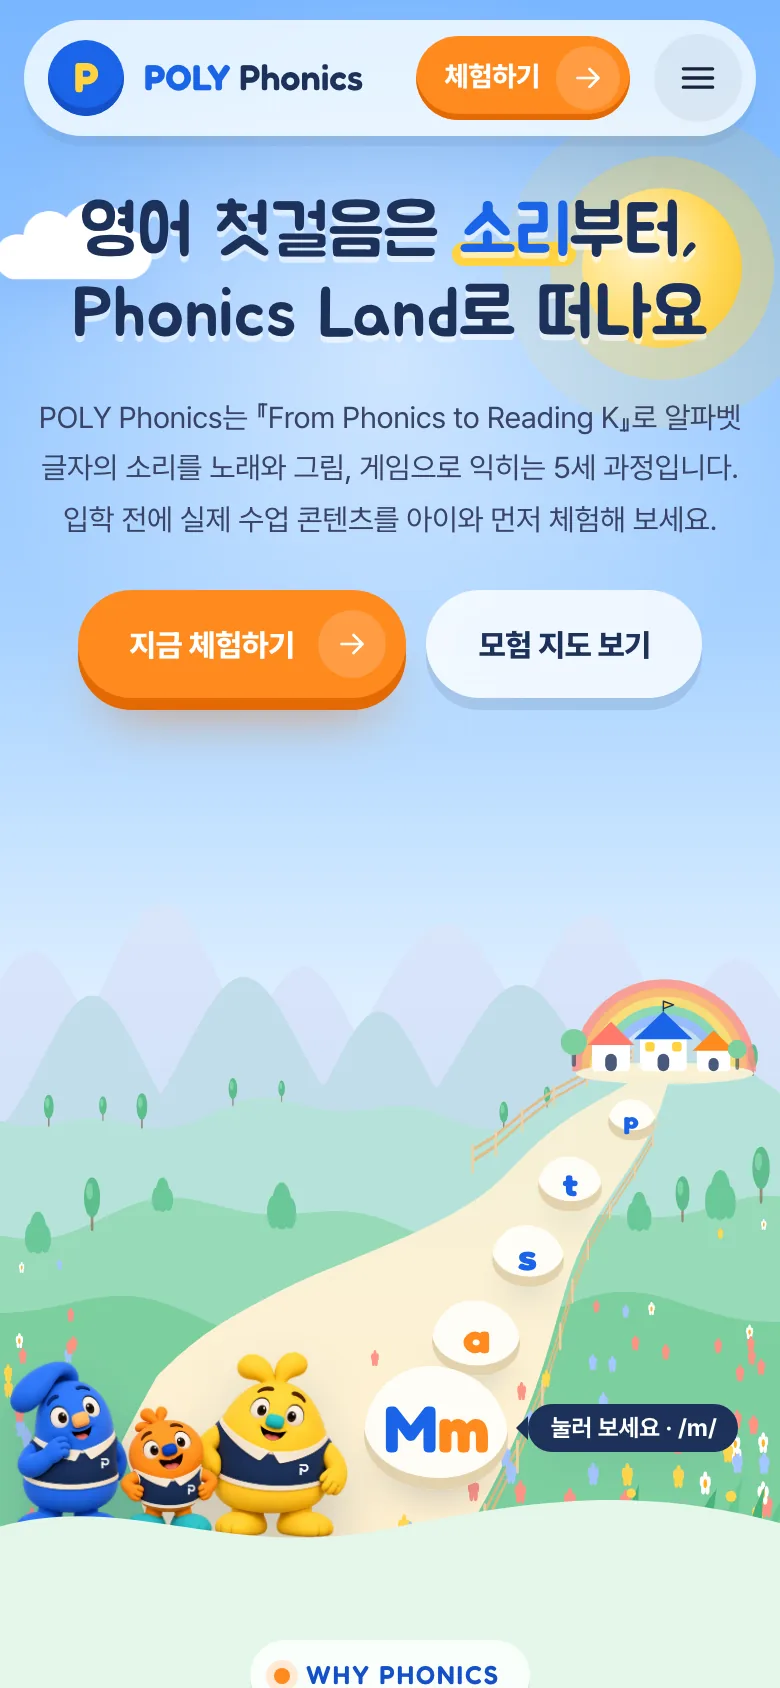 P POLY Phonics 체험하기
영어 첫걸음은 소리부터,
Phonics Land로 떠나요
POLY Phonics는 『From Phonics to Reading K』로 알파벳
글자의 소리를 노래와 그림, 게임으로 익히는 5세 과정입니다.
입학 전에 실제 수업 콘텐츠를 아이와 먼저 체험해 보세요.
지금 체험하기 모험 지도 보기
p
t
s
a
Mm 눌러 보세요 · /m/
P P P
WHY PHONICS